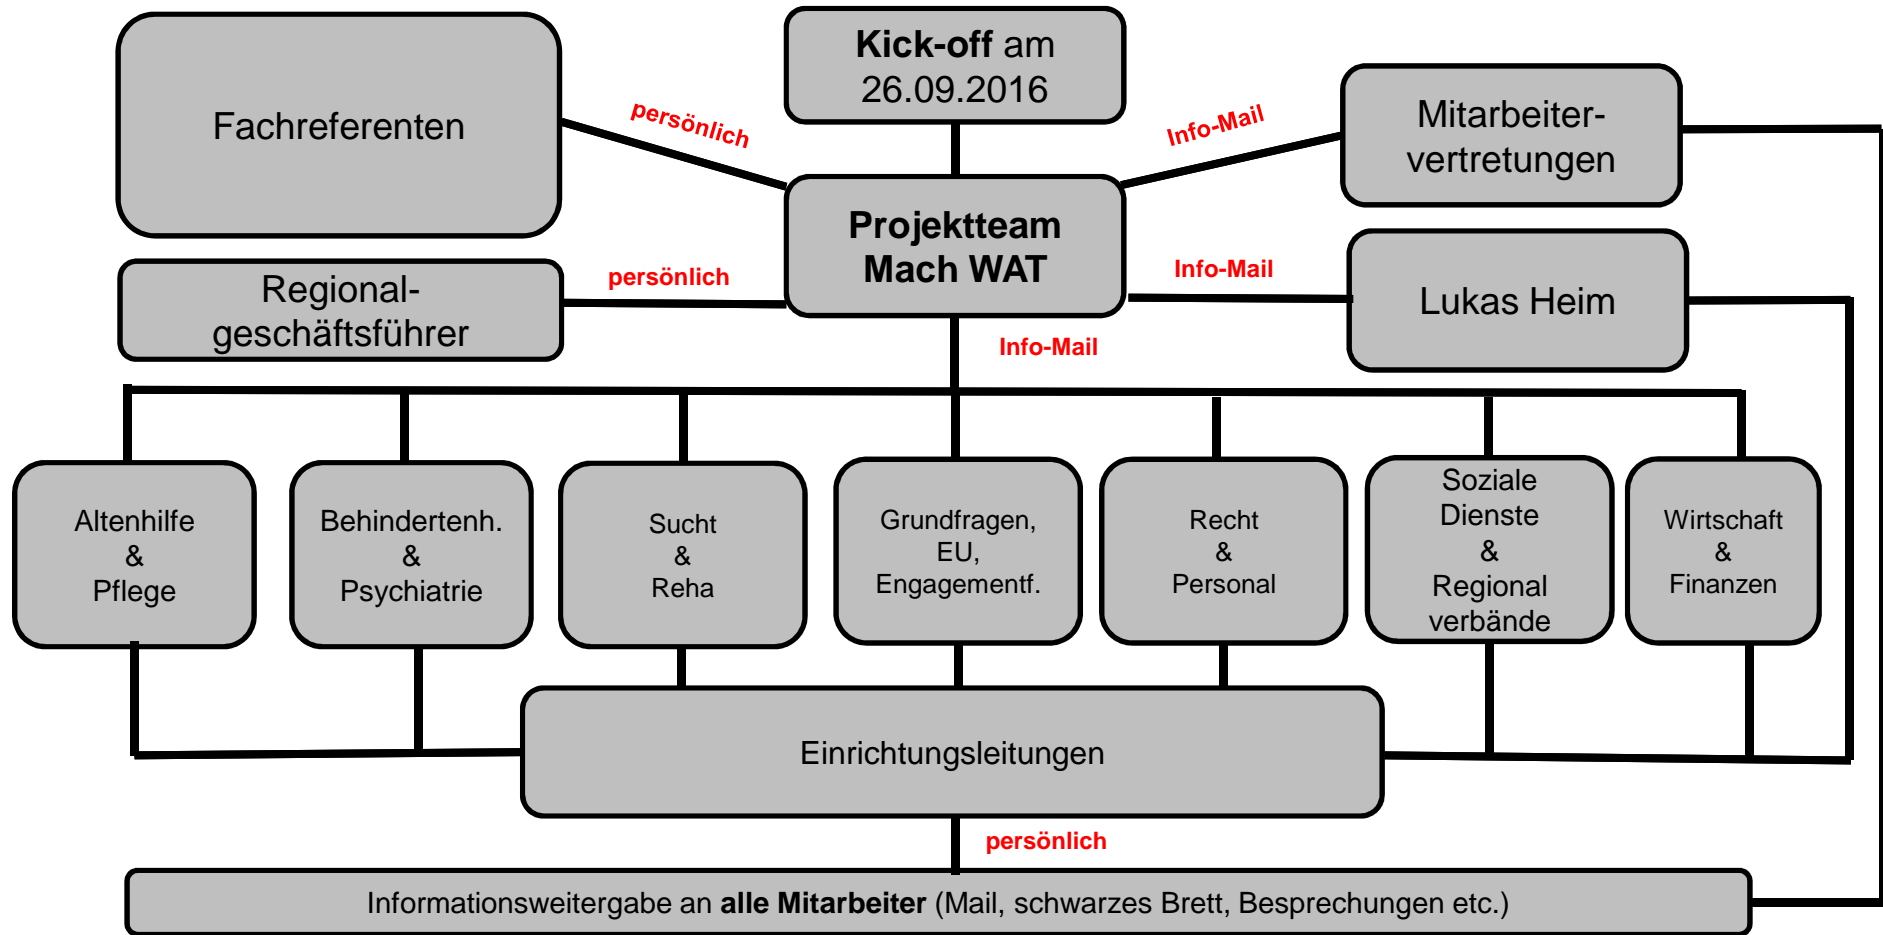 Kick-off am
26.09.2016
Fachreferenten
persönlich
Info-Mail
Mitarbeiter-
vertretungen
Projektteam
Mach WAT
Regional-
geschäftsführer
persönlich
Info-Mail
Lukas Heim
Info-Mail
Altenhilfe
&
Pflege
Behindertenh.
&
Psychiatrie
Sucht
&
Reha
Grundfragen,
EU,
Engagementf.
Recht
&
Personal
Soziale
Dienste
&
Regional
verbände
Wirtschaft
&
Finanzen
Einrichtungsleitungen
persönlich
Informationsweitergabe an alle Mitarbeiter (Mail, schwarzes Brett, Besprechungen etc.)